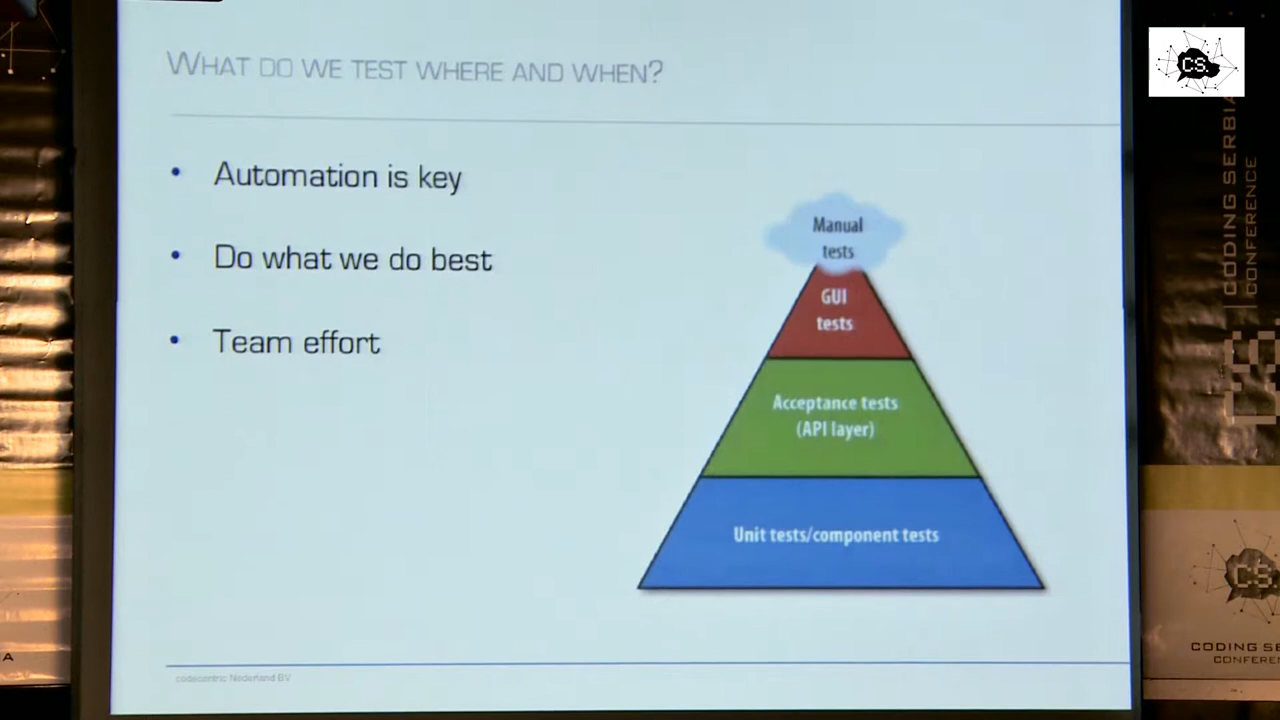 WHAT DO WE TEST WHERE AND WHEN?
• Automation is key
• Do what we do best
• Team effort
Manual
tests
GUI
tests
Acceptance tests
(API layer)
Unit tests/component tests
codecentric Nederland BV
CS.
CODING SERBIA
CONFERENCE
CS
CS.
CODING SE
CONFEREN
A